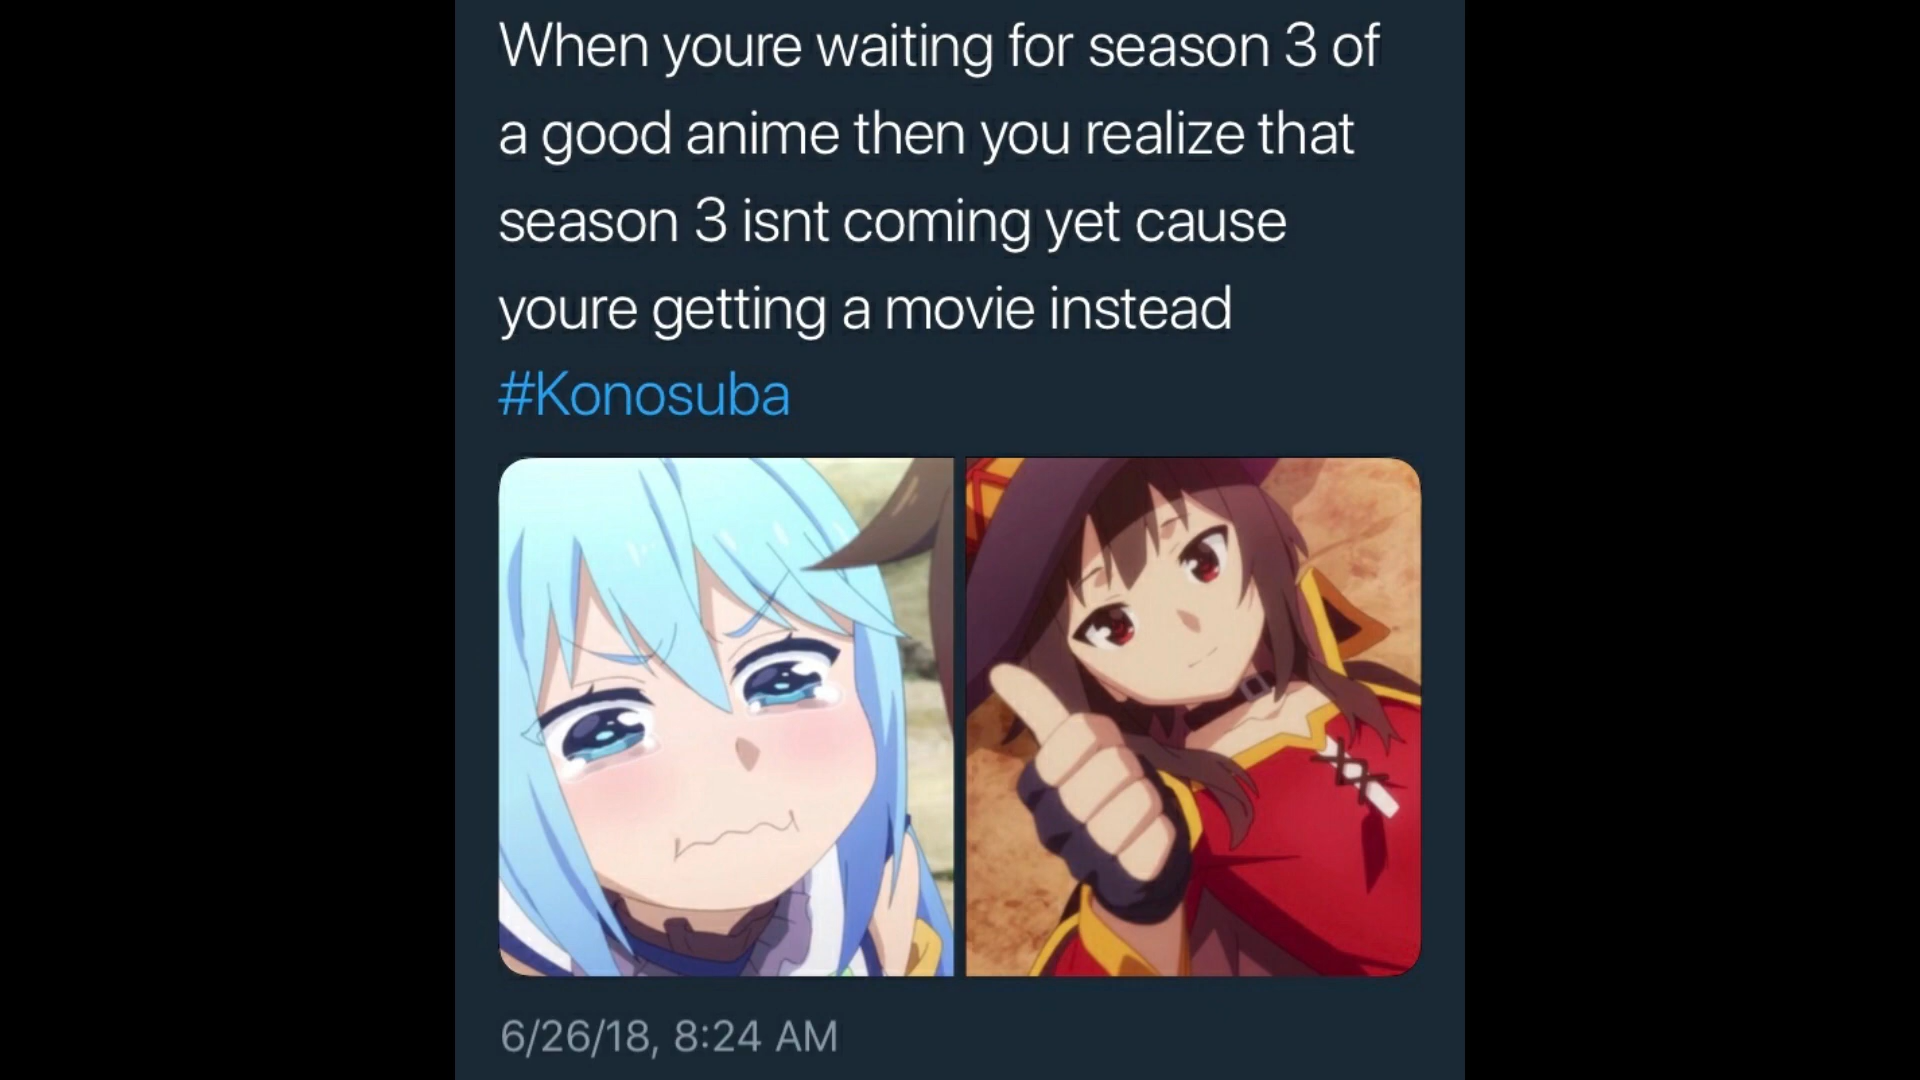 When youre waiting for season 3 of
a good anime then you realize that
season 3 isnt coming yet cause
youre getting a movie instead
#Konosuba
6/26/18, 8:24 AM